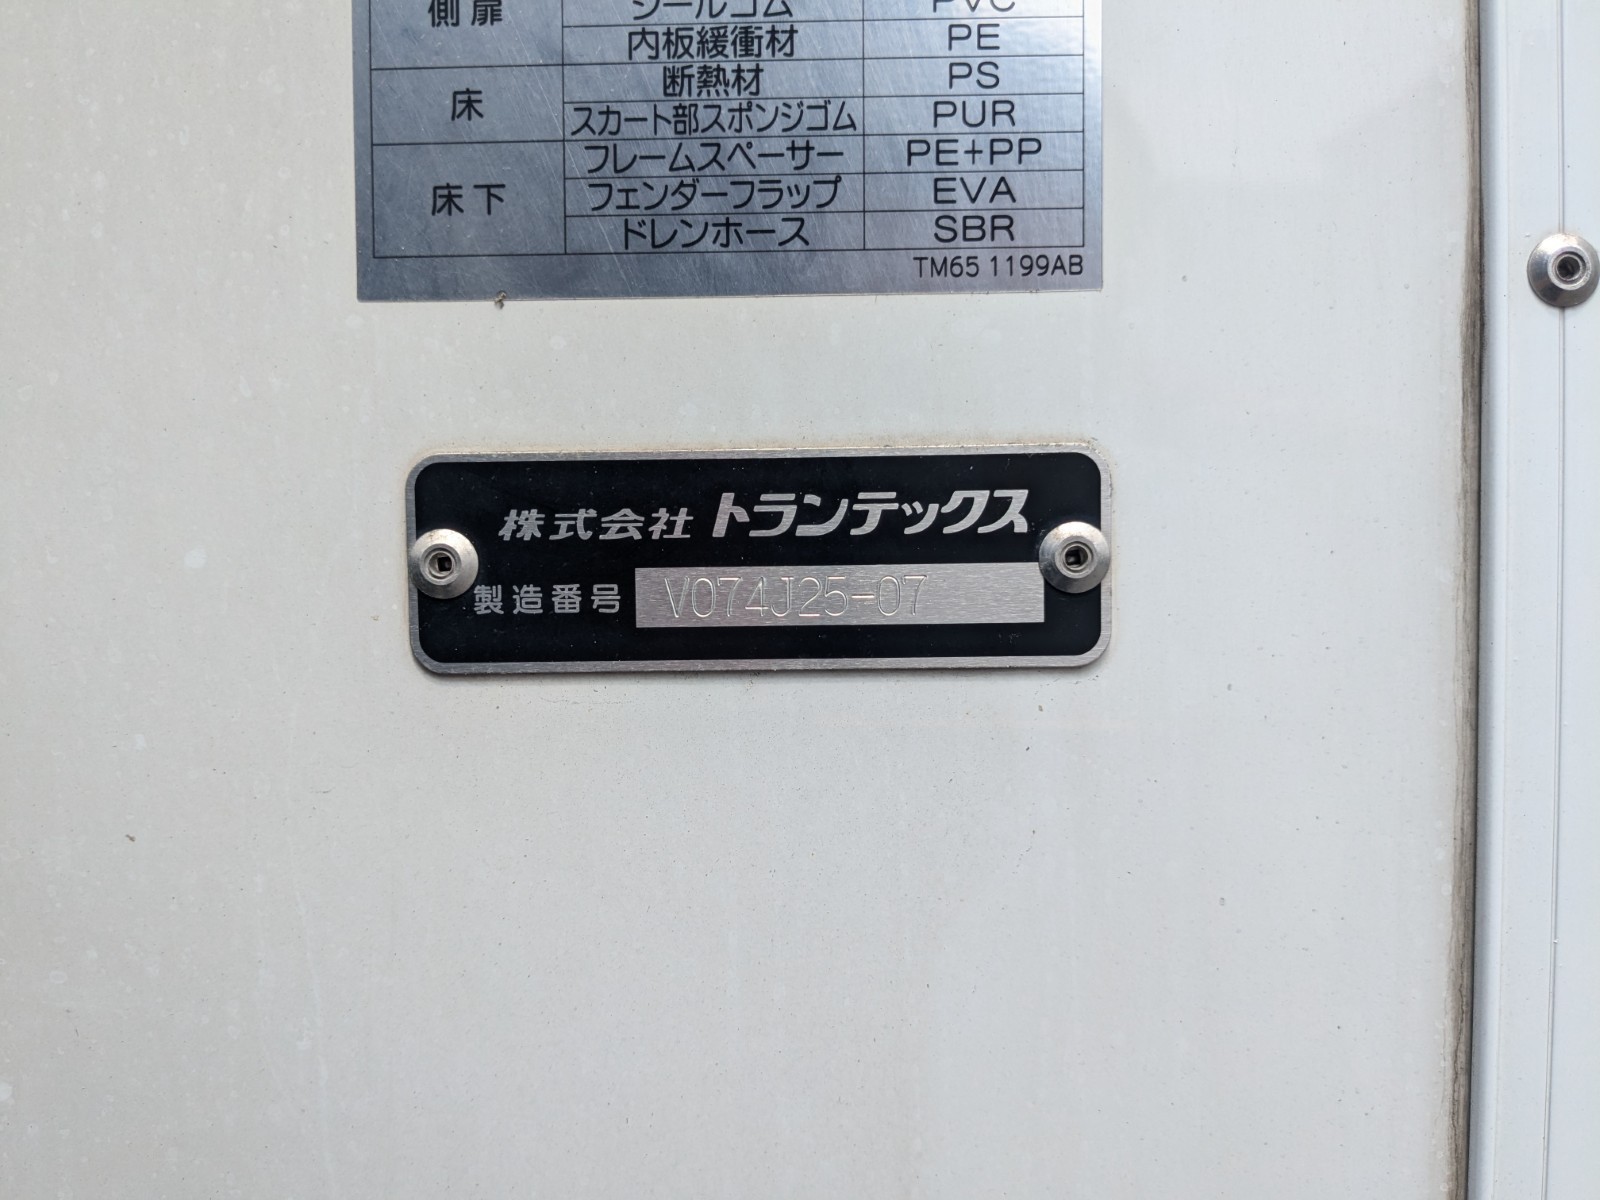 側扉 シールゴム PVC
内板緩衝材 PE
床 断熱材 PS
スカート部スポンジゴム PUR
床下 フレームスペーサー PE+PP
フェンダーフラップ EVA
ドレンホース SBR
TM65 1199AB
株式会社 トランテックス
製造番号 V074J25-07